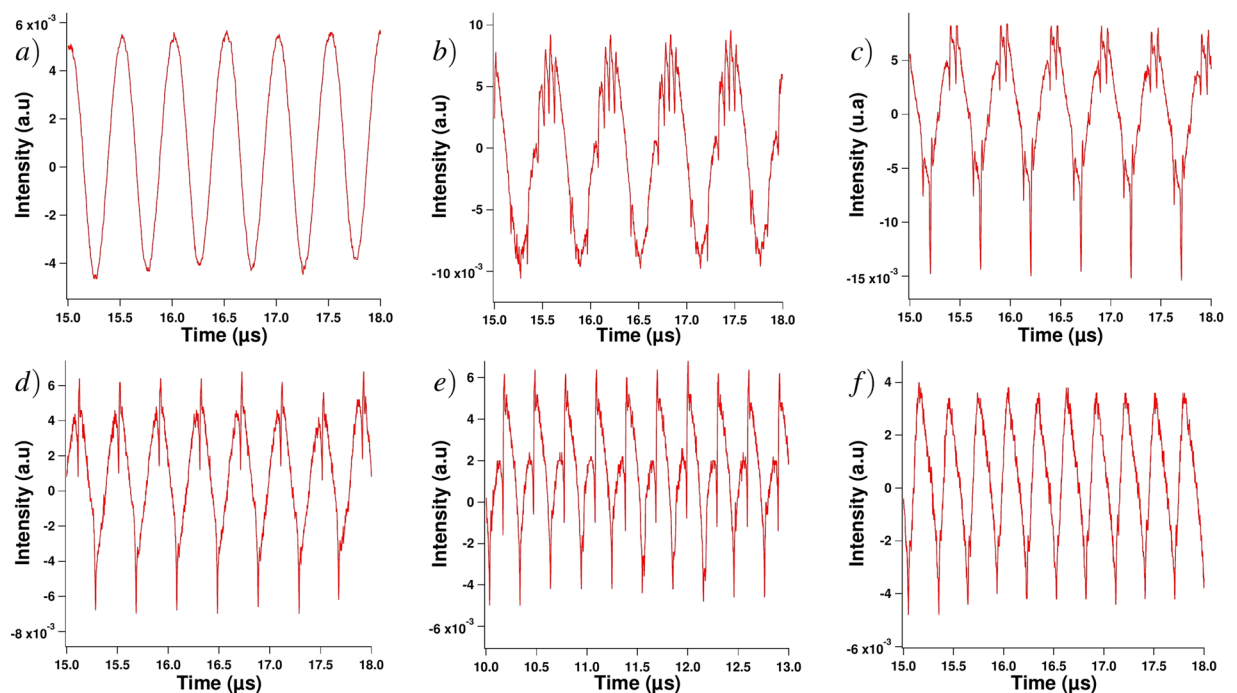 a)
6 x10-3
4
2
0
-2
-4
Intensity (a.u)
15.0 15.5 16.0 16.5 17.0 17.5 18.0
Time (µs)
b)
10
5
0
-5
-10 x10-3
Intensity (a.u)
15.0 15.5 16.0 16.5 17.0 17.5 18.0
Time (µs)
c)
5
0
-5
-10
-15 x10-3
Intensity (u.a)
15.0 15.5 16.0 16.5 17.0 17.5 18.0
Time (µs)
d)
6
4
2
0
-2
-4
-6
-8 x10-3
Intensity (a.u)
15.0 15.5 16.0 16.5 17.0 17.5 18.0
Time (µs)
e)
6
4
2
0
-2
-4
-6 x10-3
Intensity (a.u)
10.0 10.5 11.0 11.5 12.0 12.5 13.0
Time (µs)
f)
4
2
0
-2
-4
-6 x10-3
Intensity (a.u)
15.0 15.5 16.0 16.5 17.0 17.5 18.0
Time (µs)